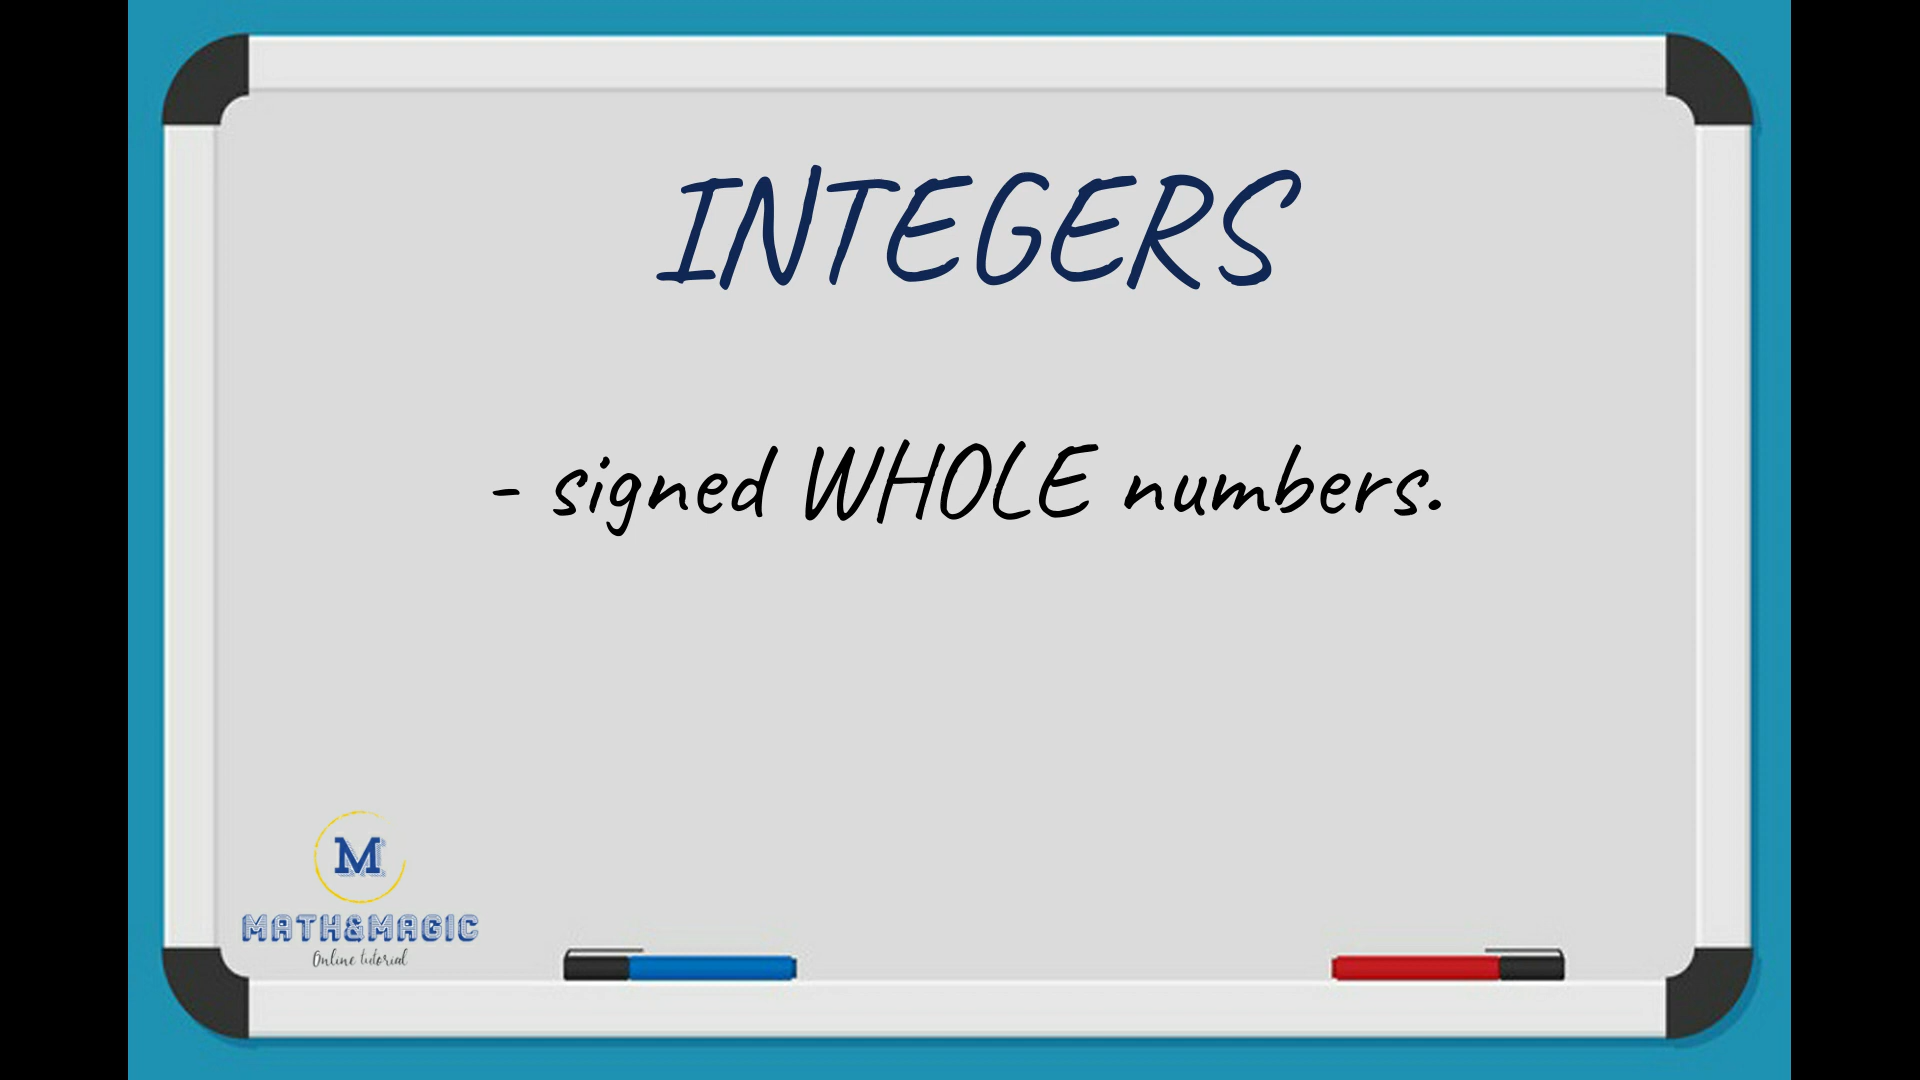 INTEGERS
- signed WHOLE numbers.
M
MATH&MAGIC
Online tutorial